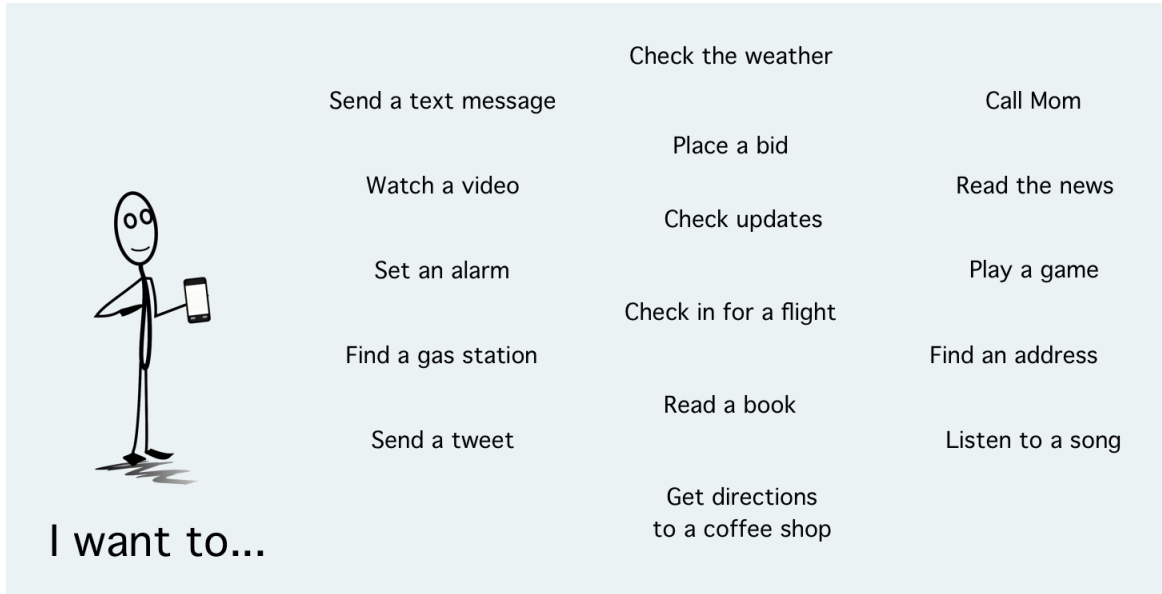 Check the weather
Send a text message
Call Mom
Place a bid
Watch a video
Read the news
Check updates
Set an alarm
Play a game
Check in for a flight
Find a gas station
Find an address
Read a book
Send a tweet
Listen to a song
Get directions
to a coffee shop
I want to...